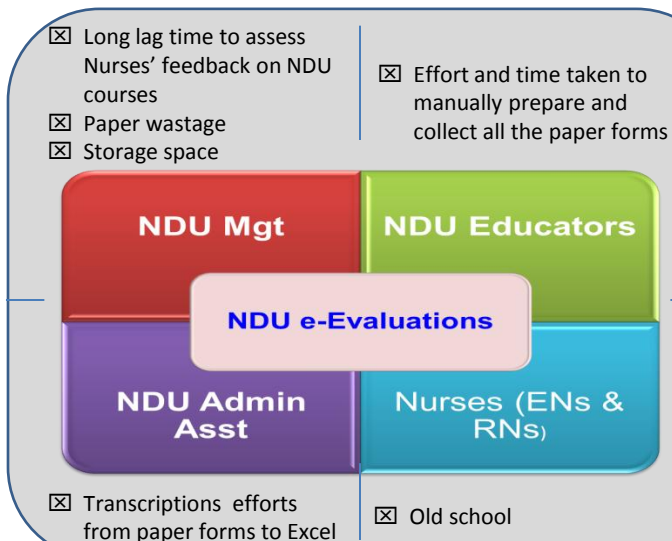 ☒ Long lag time to assess
Nurses’ feedback on NDU
courses
☒ Paper wastage
☒ Storage space
☒ Effort and time taken to
manually prepare and
collect all the paper forms
NDU Mgt
NDU Educators
NDU e-Evaluations
NDU Admin
Asst
Nurses (ENs &
RNs)
☒ Transcriptions efforts
from paper forms to Excel
☒ Old school